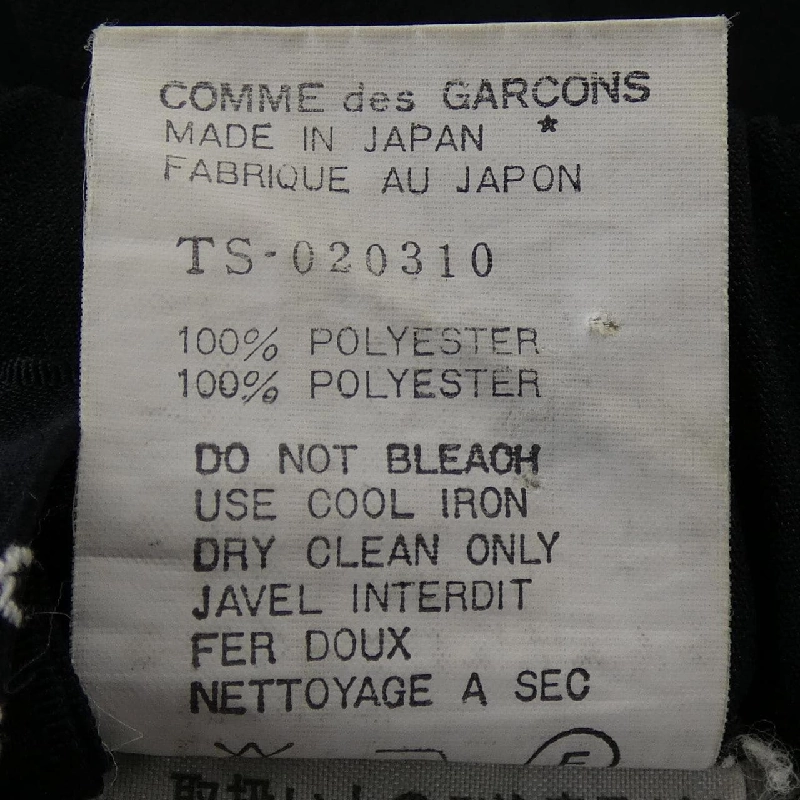 COMME des GARCONS
*
MADE IN JAPAN
FABRIQUE AU JAPON
TS-020310
100% POLYESTER
100% POLYESTER
DO NOT BLEACH
USE COOL IRON
DRY CLEAN ONLY
JAVEL INTERDIT
FER DOUX
NETTOYAGE A SEC